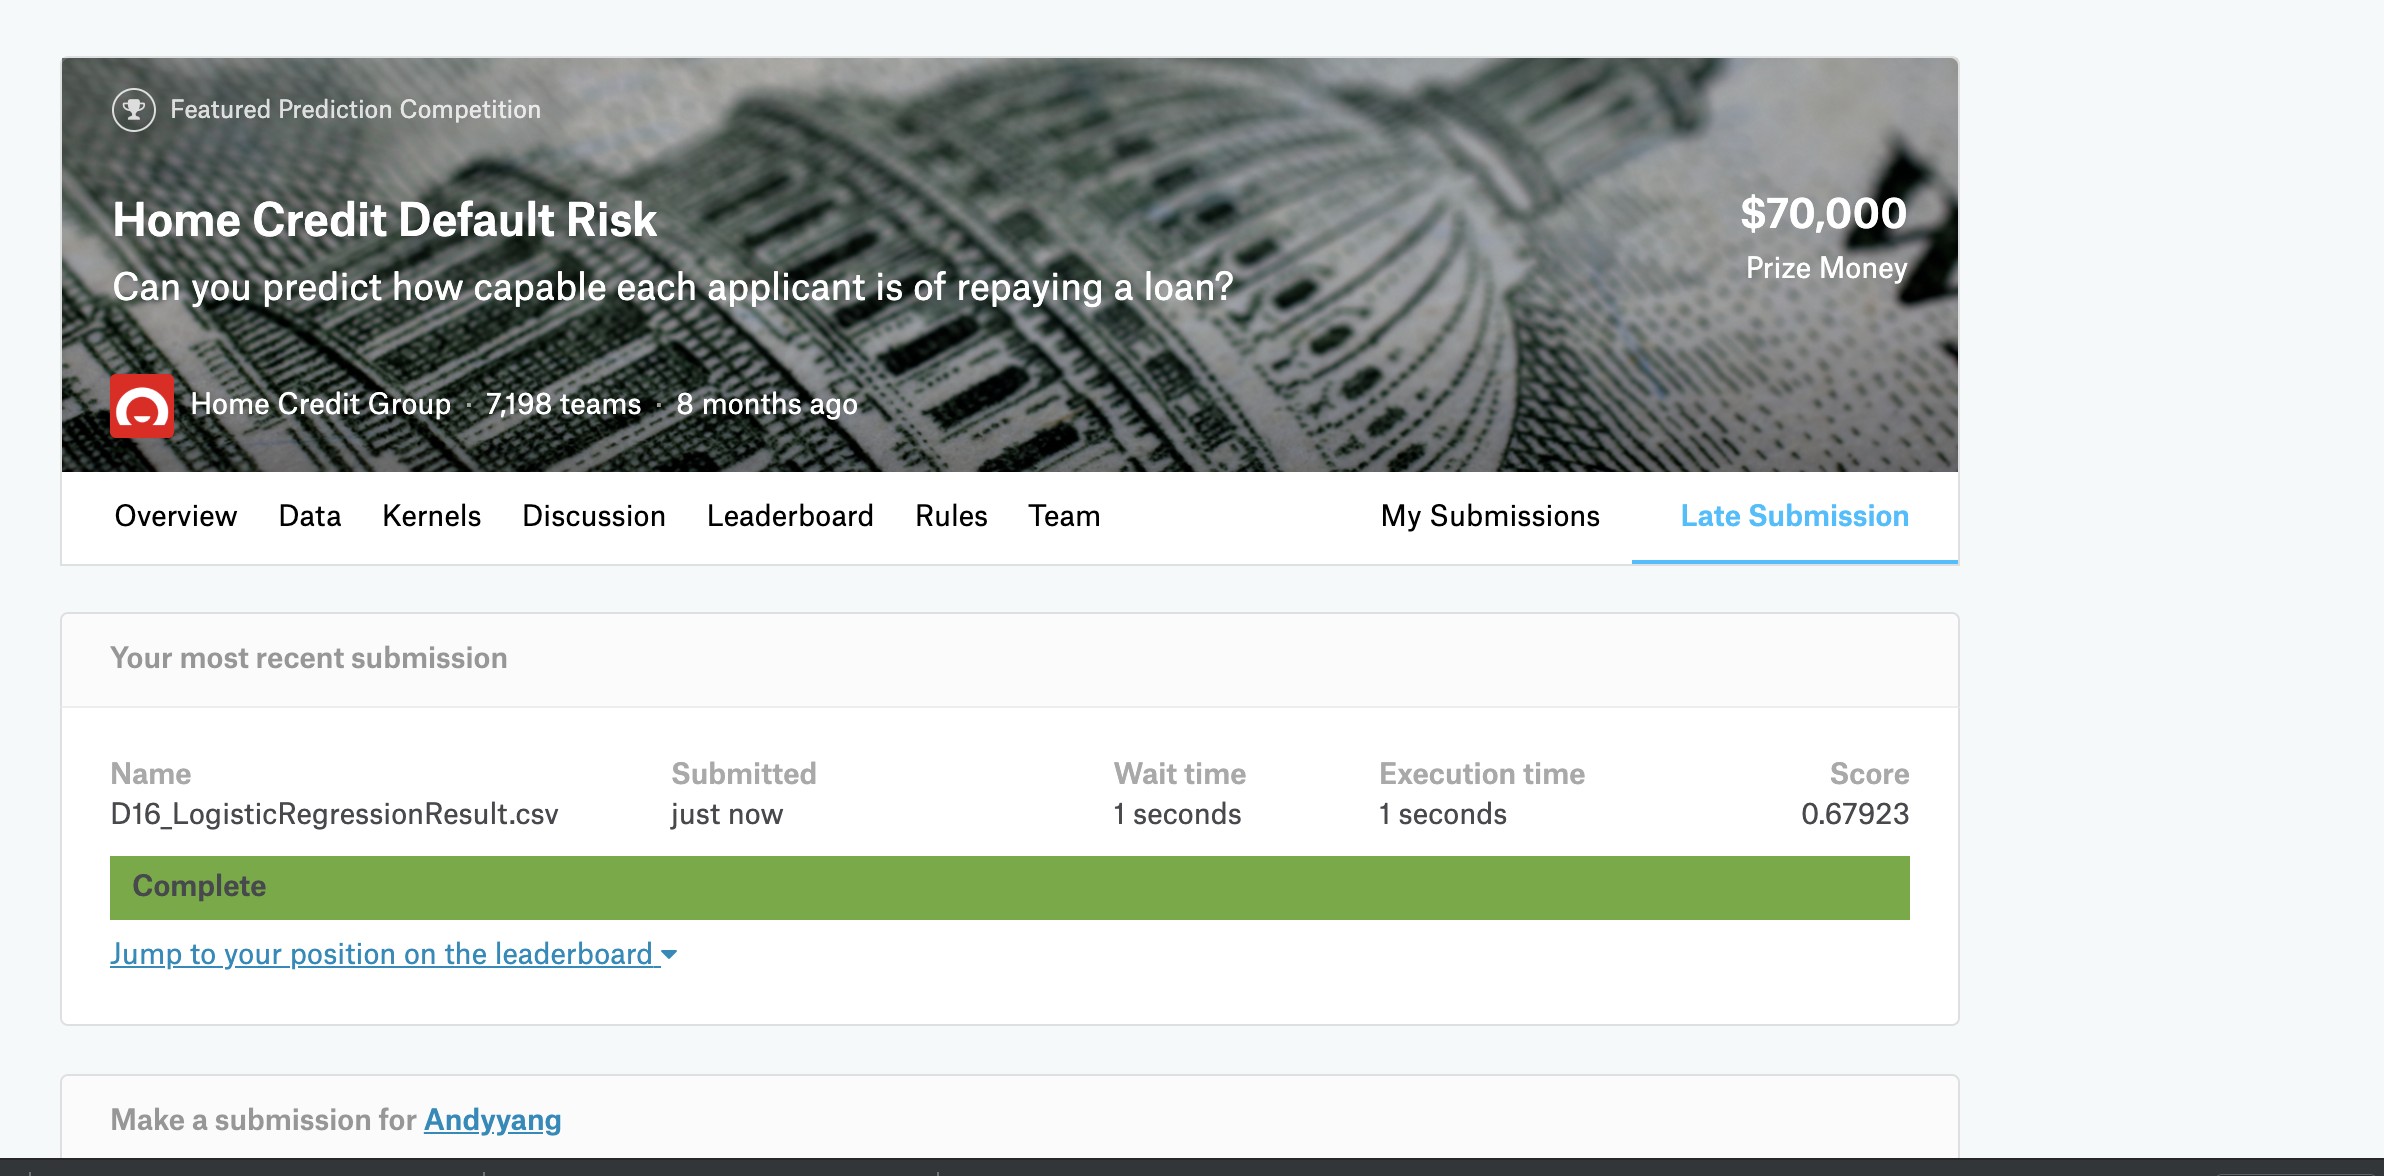 Featured Prediction Competition
Home Credit Default Risk
Can you predict how capable each applicant is of repaying a loan?
$70,000
Prize Money
Home Credit Group · 7,198 teams · 8 months ago
Overview Data Kernels Discussion Leaderboard Rules Team My Submissions Late Submission
Your most recent submission
Name Submitted Wait time Execution time Score
D16_LogisticRegressionResult.csv just now 1 seconds 1 seconds 0.67923
Complete
Jump to your position on the leaderboard
Make a submission for Andyyang